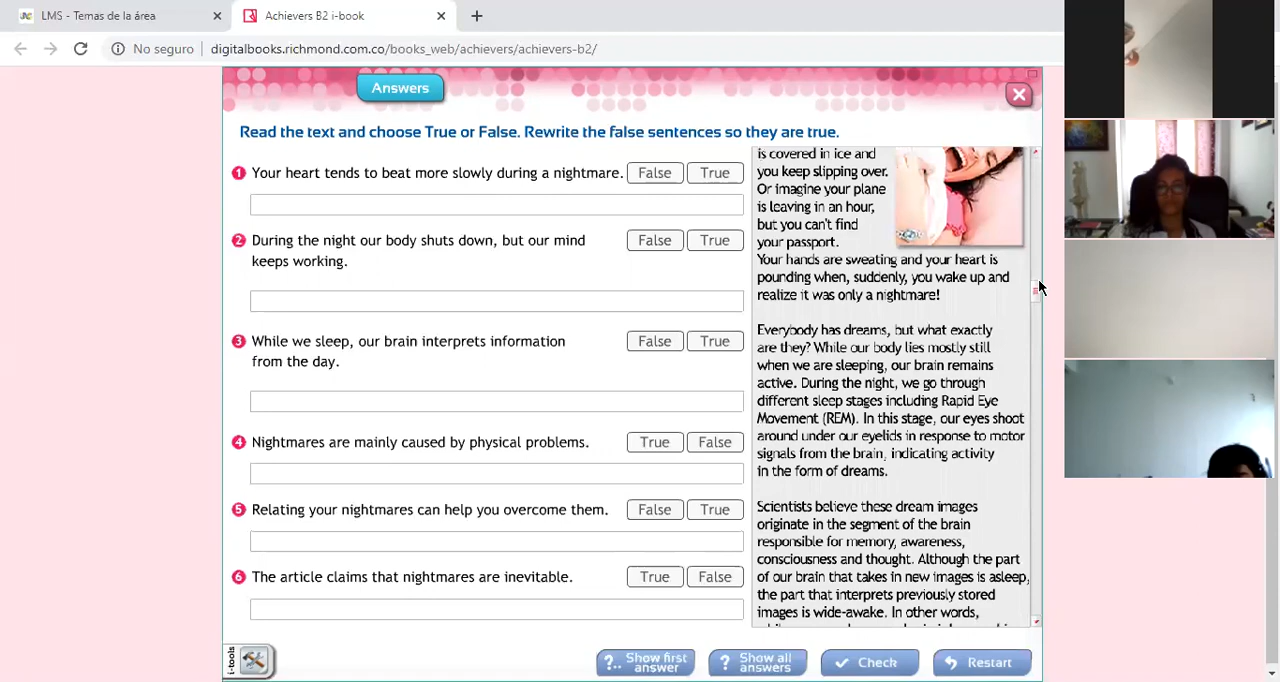 LMS - Temas de la área
Achievers B2 i-book
No seguro
digitalbooks.richmond.com.co/books_web/achievers/achievers-b2/
Answers
Read the text and choose True or False. Rewrite the false sentences so they are true.
1 Your heart tends to beat more slowly during a nightmare. False True
2 During the night our body shuts down, but our mind False True
keeps working.
3 While we sleep, our brain interprets information False True
from the day.
4 Nightmares are mainly caused by physical problems. True False
5 Relating your nightmares can help you overcome them. False True
6 The article claims that nightmares are inevitable. True False
is covered in ice and
you keep slipping over.
Or imagine your plane
is leaving in an hour,
but you can't find
your passport.
Your hands are sweating and your heart is
pounding when, suddenly, you wake up and
realize it was only a nightmare!
Everybody has dreams, but what exactly
are they? While our body lies mostly still
when we are sleeping, our brain remains
active. During the night, we go through
different sleep stages including Rapid Eye
Movement (REM). In this stage, our eyes shoot
around under our eyelids in response to motor
signals from the brain, indicating activity
in the form of dreams.
Scientists believe these dream images
originate in the segment of the brain
responsible for memory, awareness,
consciousness and thought. Although the part
of our brain that takes in new images is asleep,
the part that interprets previously stored
images is wide-awake. In other words,
i-tools
?.. Show first
answer
? Show all
answers
Check
Restart